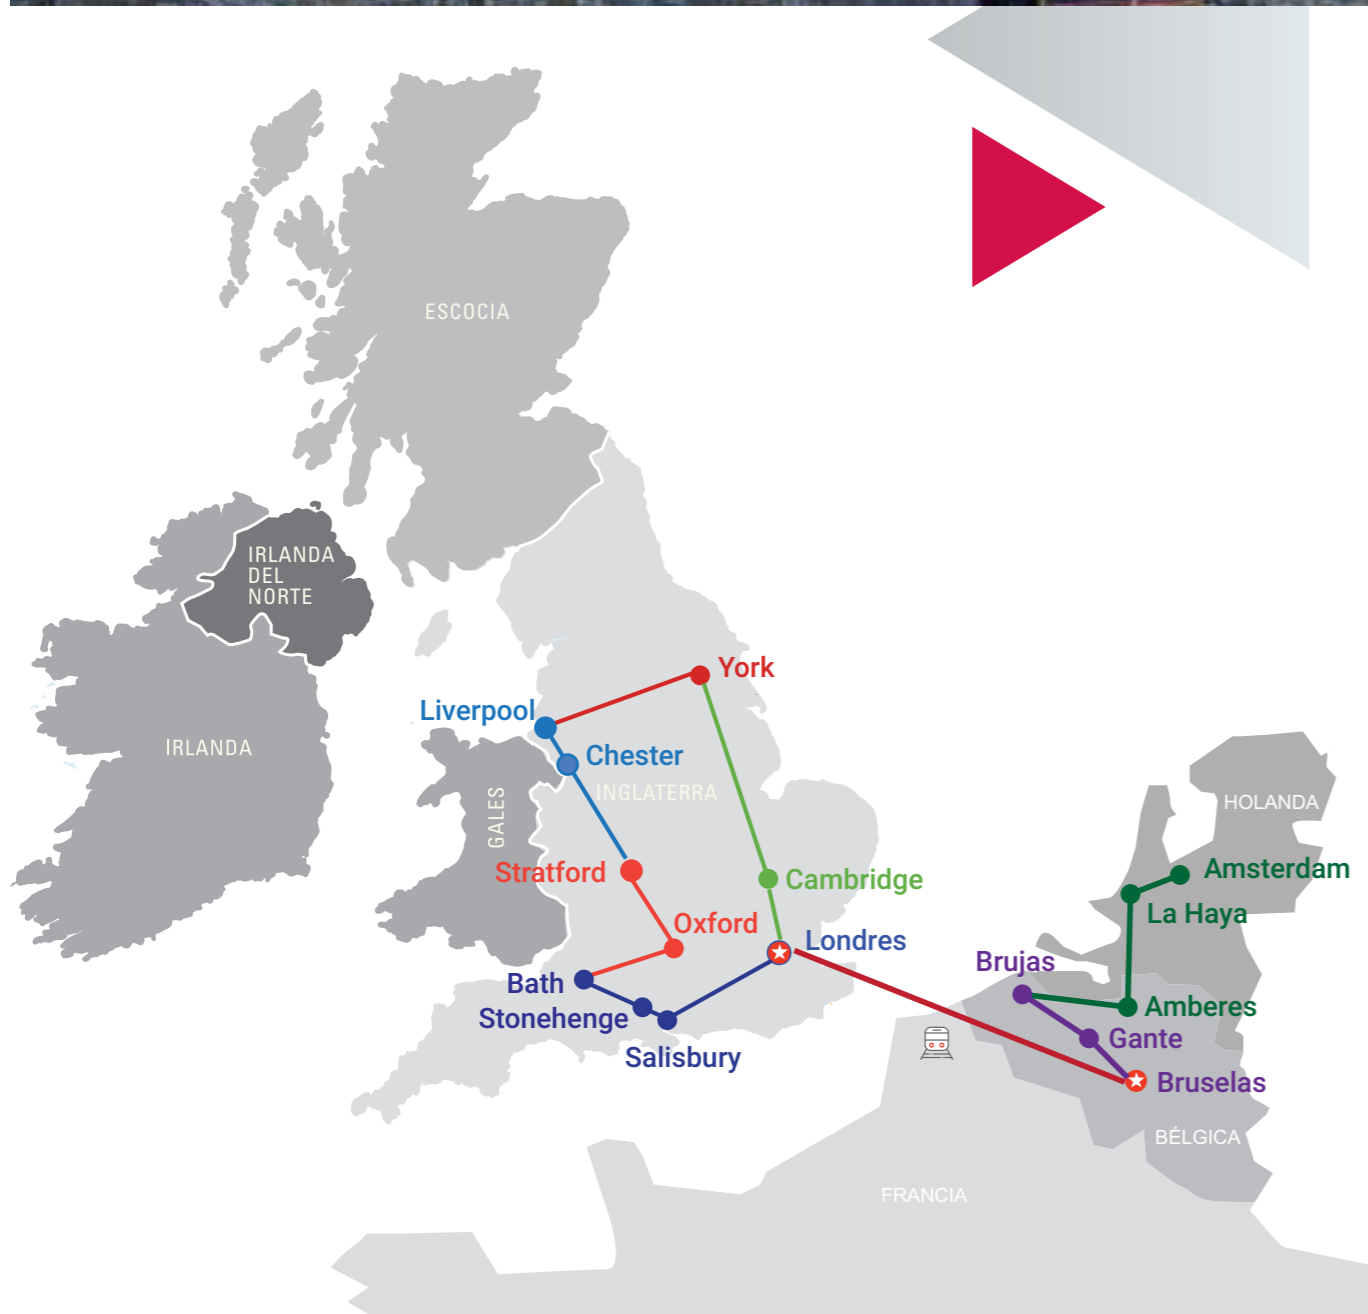 ESCOCIA
IRLANDA
DEL
NORTE
York
Liverpool
IRLANDA
Chester
GALES
INGLATERRA
HOLANDA
Stratford
Cambridge
Amsterdam
La Haya
Oxford
Londres
Brujas
Bath
Stonehenge
Amberes
Salisbury
Gante
Bruselas
BÉLGICA
FRANCIA